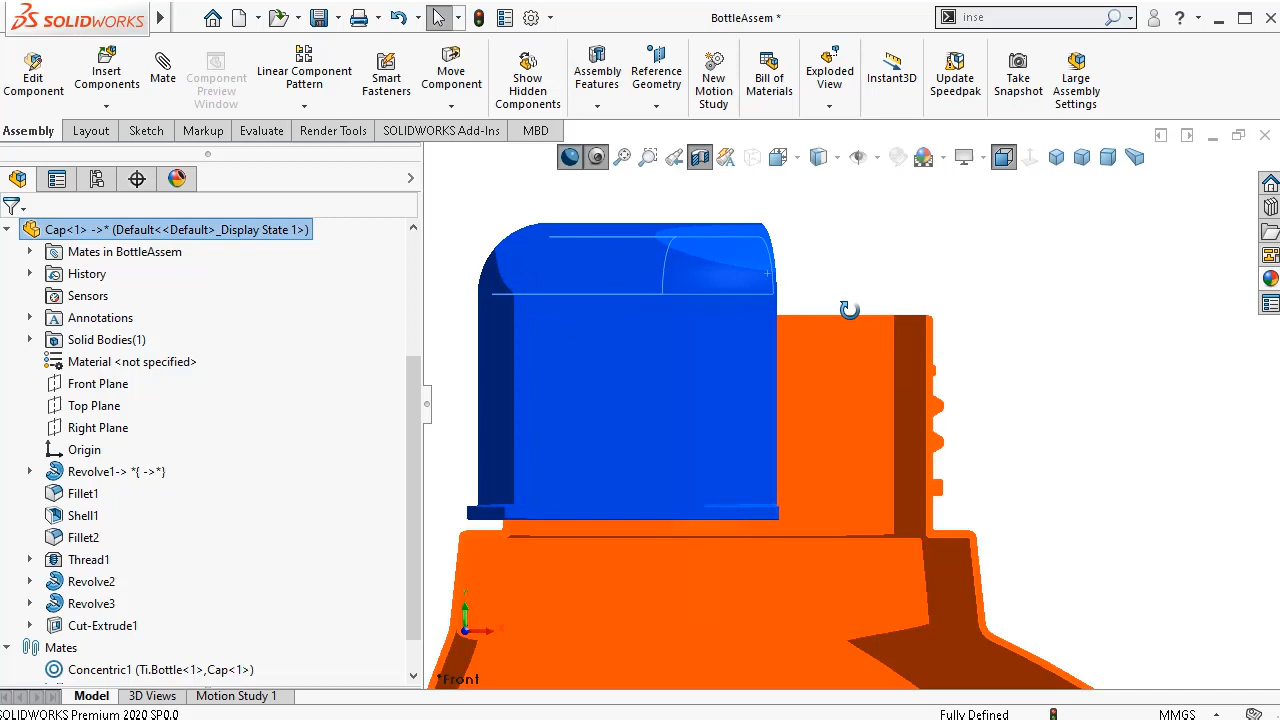 SOLIDWORKS
BottleAssem *
inse
Edit Component
Insert Components
Mate
Component Preview Window
Linear Component Pattern
Smart Fasteners
Move Component
Show Hidden Components
Assembly Features
Reference Geometry
New Motion Study
Bill of Materials
Exploded View
Instant3D
Update Speedpak
Take Snapshot
Large Assembly Settings
Assembly
Layout
Sketch
Markup
Evaluate
Render Tools
SOLIDWORKS Add-Ins
MBD
Cap<1> ->* (Default<<Default>_Display State 1>)
Mates in BottleAssem
History
Sensors
Annotations
Solid Bodies(1)
Material <not specified>
Front Plane
Top Plane
Right Plane
Origin
Revolve1-> *{ ->*}
Fillet1
Shell1
Fillet2
Thread1
Revolve2
Revolve3
Cut-Extrude1
Mates
Concentric1 (Ti.Bottle<1>,Cap<1>)
*Front
Model
3D Views
Motion Study 1
SOLIDWORKS Premium 2020 SP0.0
Fully Defined
MMGS